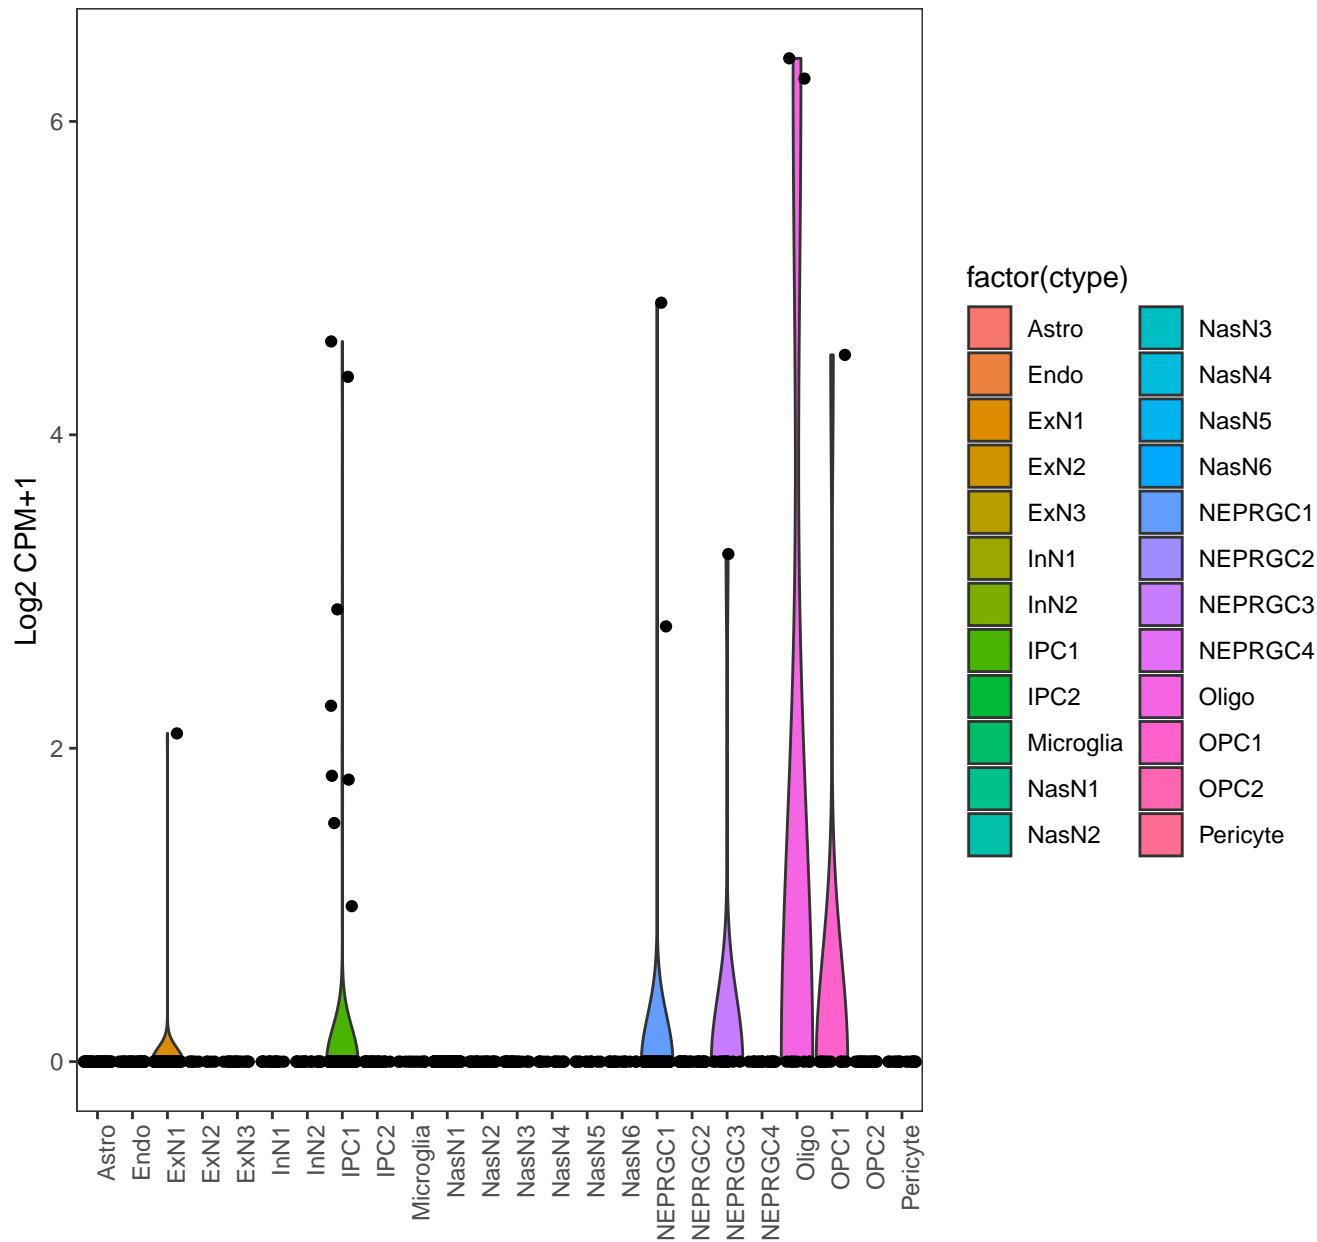 6
4
2
0
Log2 CPM+1
Astro
Endo
ExN1
ExN2
ExN3
InN1
InN2
IPC1
IPC2
Microglia
NasN1
NasN2
NasN3
NasN4
NasN5
NasN6
NEPRGC1
NEPRGC2
NEPRGC3
NEPRGC4
Oligo
OPC1
OPC2
Pericyte
factor(ctype)
Astro
Endo
ExN1
ExN2
ExN3
InN1
InN2
IPC1
IPC2
Microglia
NasN1
NasN2
NasN3
NasN4
NasN5
NasN6
NEPRGC1
NEPRGC2
NEPRGC3
NEPRGC4
Oligo
OPC1
OPC2
Pericyte